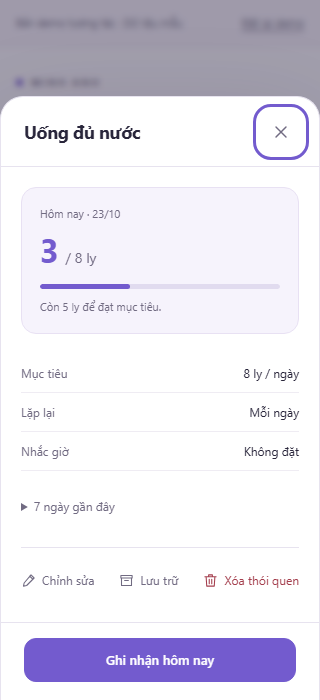 Uống đủ nước
Hôm nay · 23/10
3 / 8 ly
Còn 5 ly để đạt mục tiêu.
Mục tiêu 8 ly / ngày
Lặp lại Mỗi ngày
Nhắc giờ Không đặt
7 ngày gần đây
Chỉnh sửa Lưu trữ Xóa thói quen
Ghi nhận hôm nay